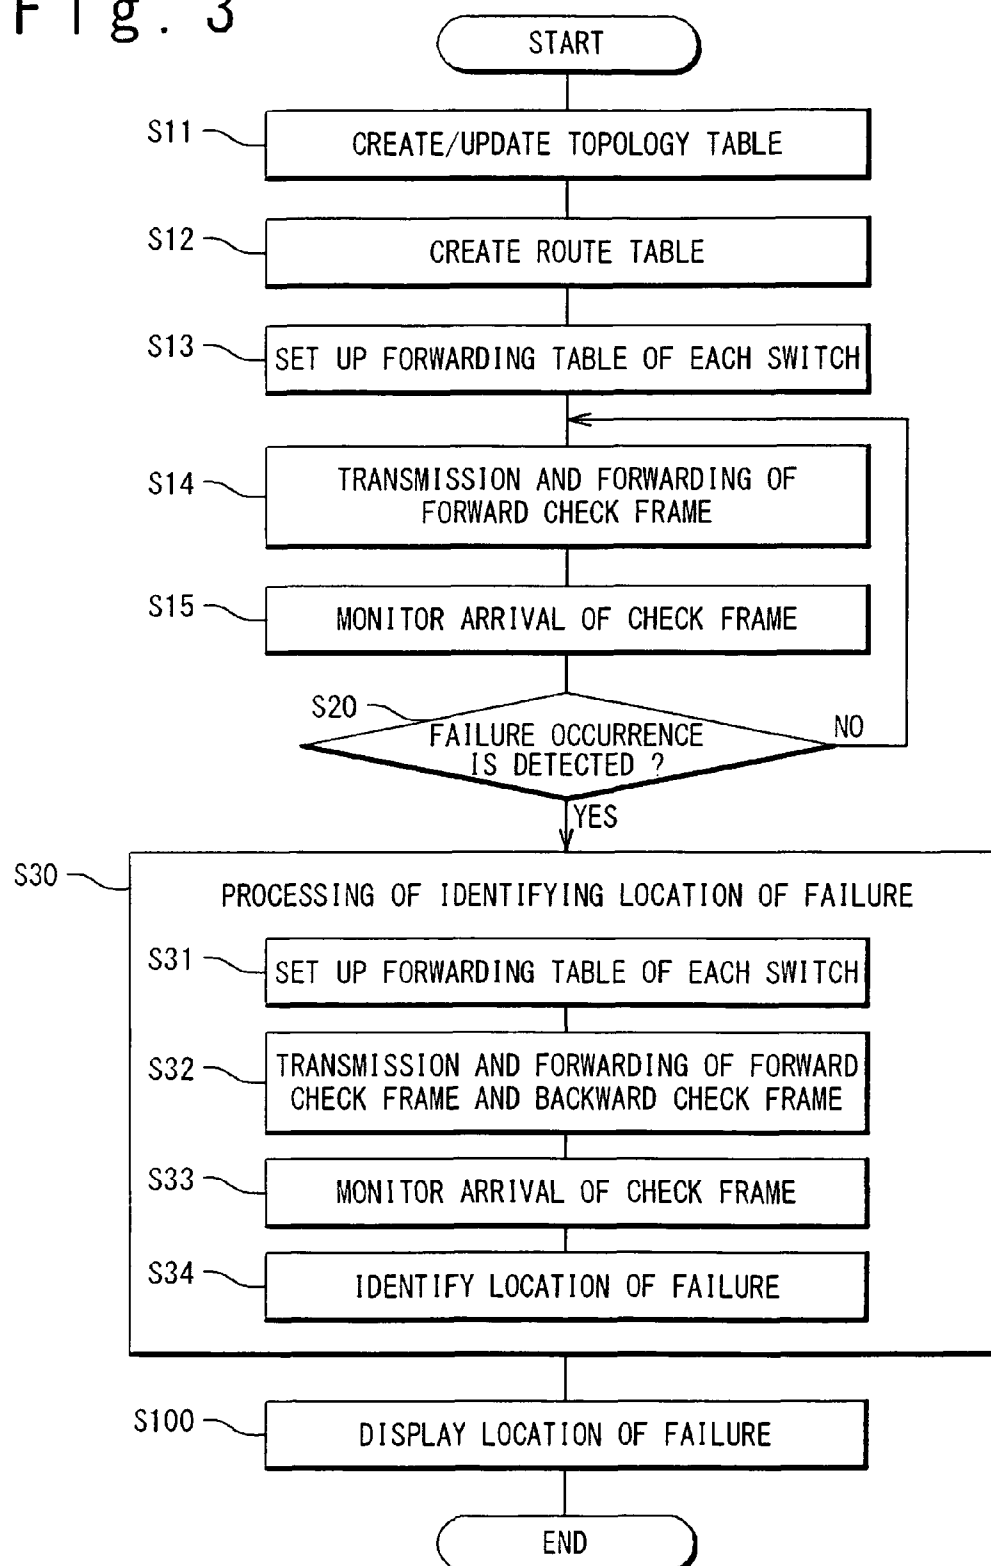 Fig. 3
START
S11
CREATE/UPDATE TOPOLOGY TABLE
S12
CREATE ROUTE TABLE
S13
SET UP FORWARDING TABLE OF EACH SWITCH
S14
TRANSMISSION AND FORWARDING OF
FORWARD CHECK FRAME
S15
MONITOR ARRIVAL OF CHECK FRAME
S20
FAILURE OCCURRENCE
IS DETECTED ?
NO
YES
S30
PROCESSING OF IDENTIFYING LOCATION OF FAILURE
S31
SET UP FORWARDING TABLE OF EACH SWITCH
S32
TRANSMISSION AND FORWARDING OF FORWARD
CHECK FRAME AND BACKWARD CHECK FRAME
S33
MONITOR ARRIVAL OF CHECK FRAME
S34
IDENTIFY LOCATION OF FAILURE
S100
DISPLAY LOCATION OF FAILURE
END